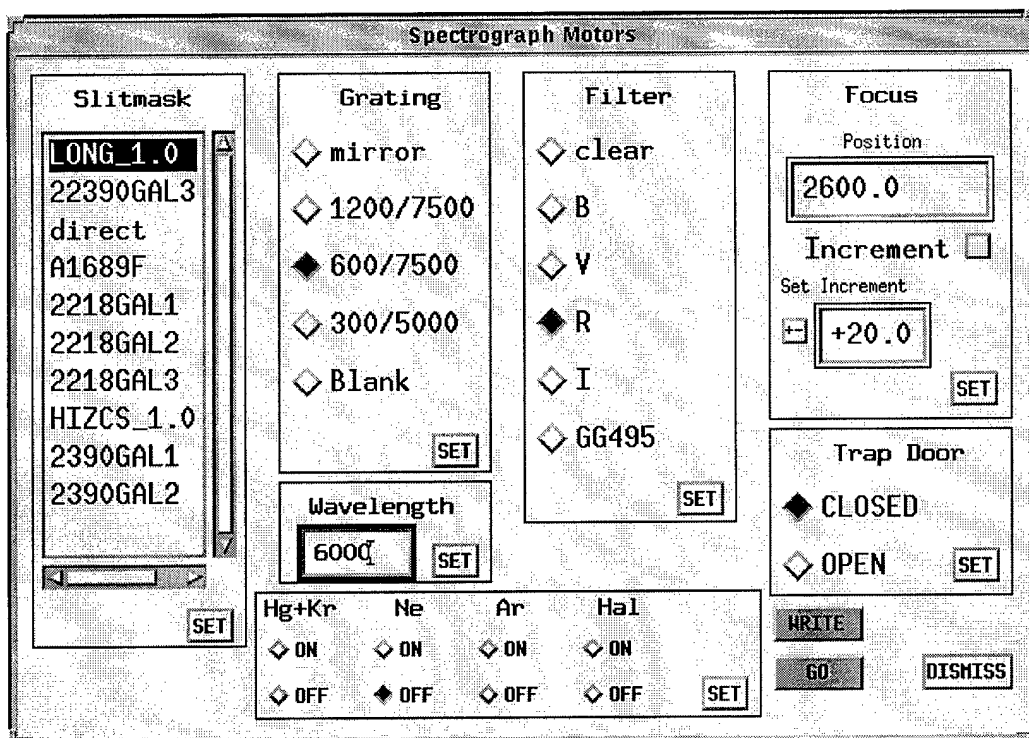 Spectrograph Motors
Slitmask
LONG_1.0
22390GAL3
direct
A1689F
2218GAL1
2218GAL2
2218GAL3
HIZCS_1.0
2390GAL1
2390GAL2
SET
Grating
mirror
1200/7500
600/7500
300/5000
Blank
SET
Wavelength
6000
SET
Filter
clear
B
V
R
I
GG495
SET
Focus
Position
2600.0
Increment
Set Increment
+- +20.0
SET
Trap Door
CLOSED
OPEN SET
Hg+Kr Ne Ar Hal
ON ON ON ON
OFF OFF OFF OFF SET
WRITE
GO DISMISS